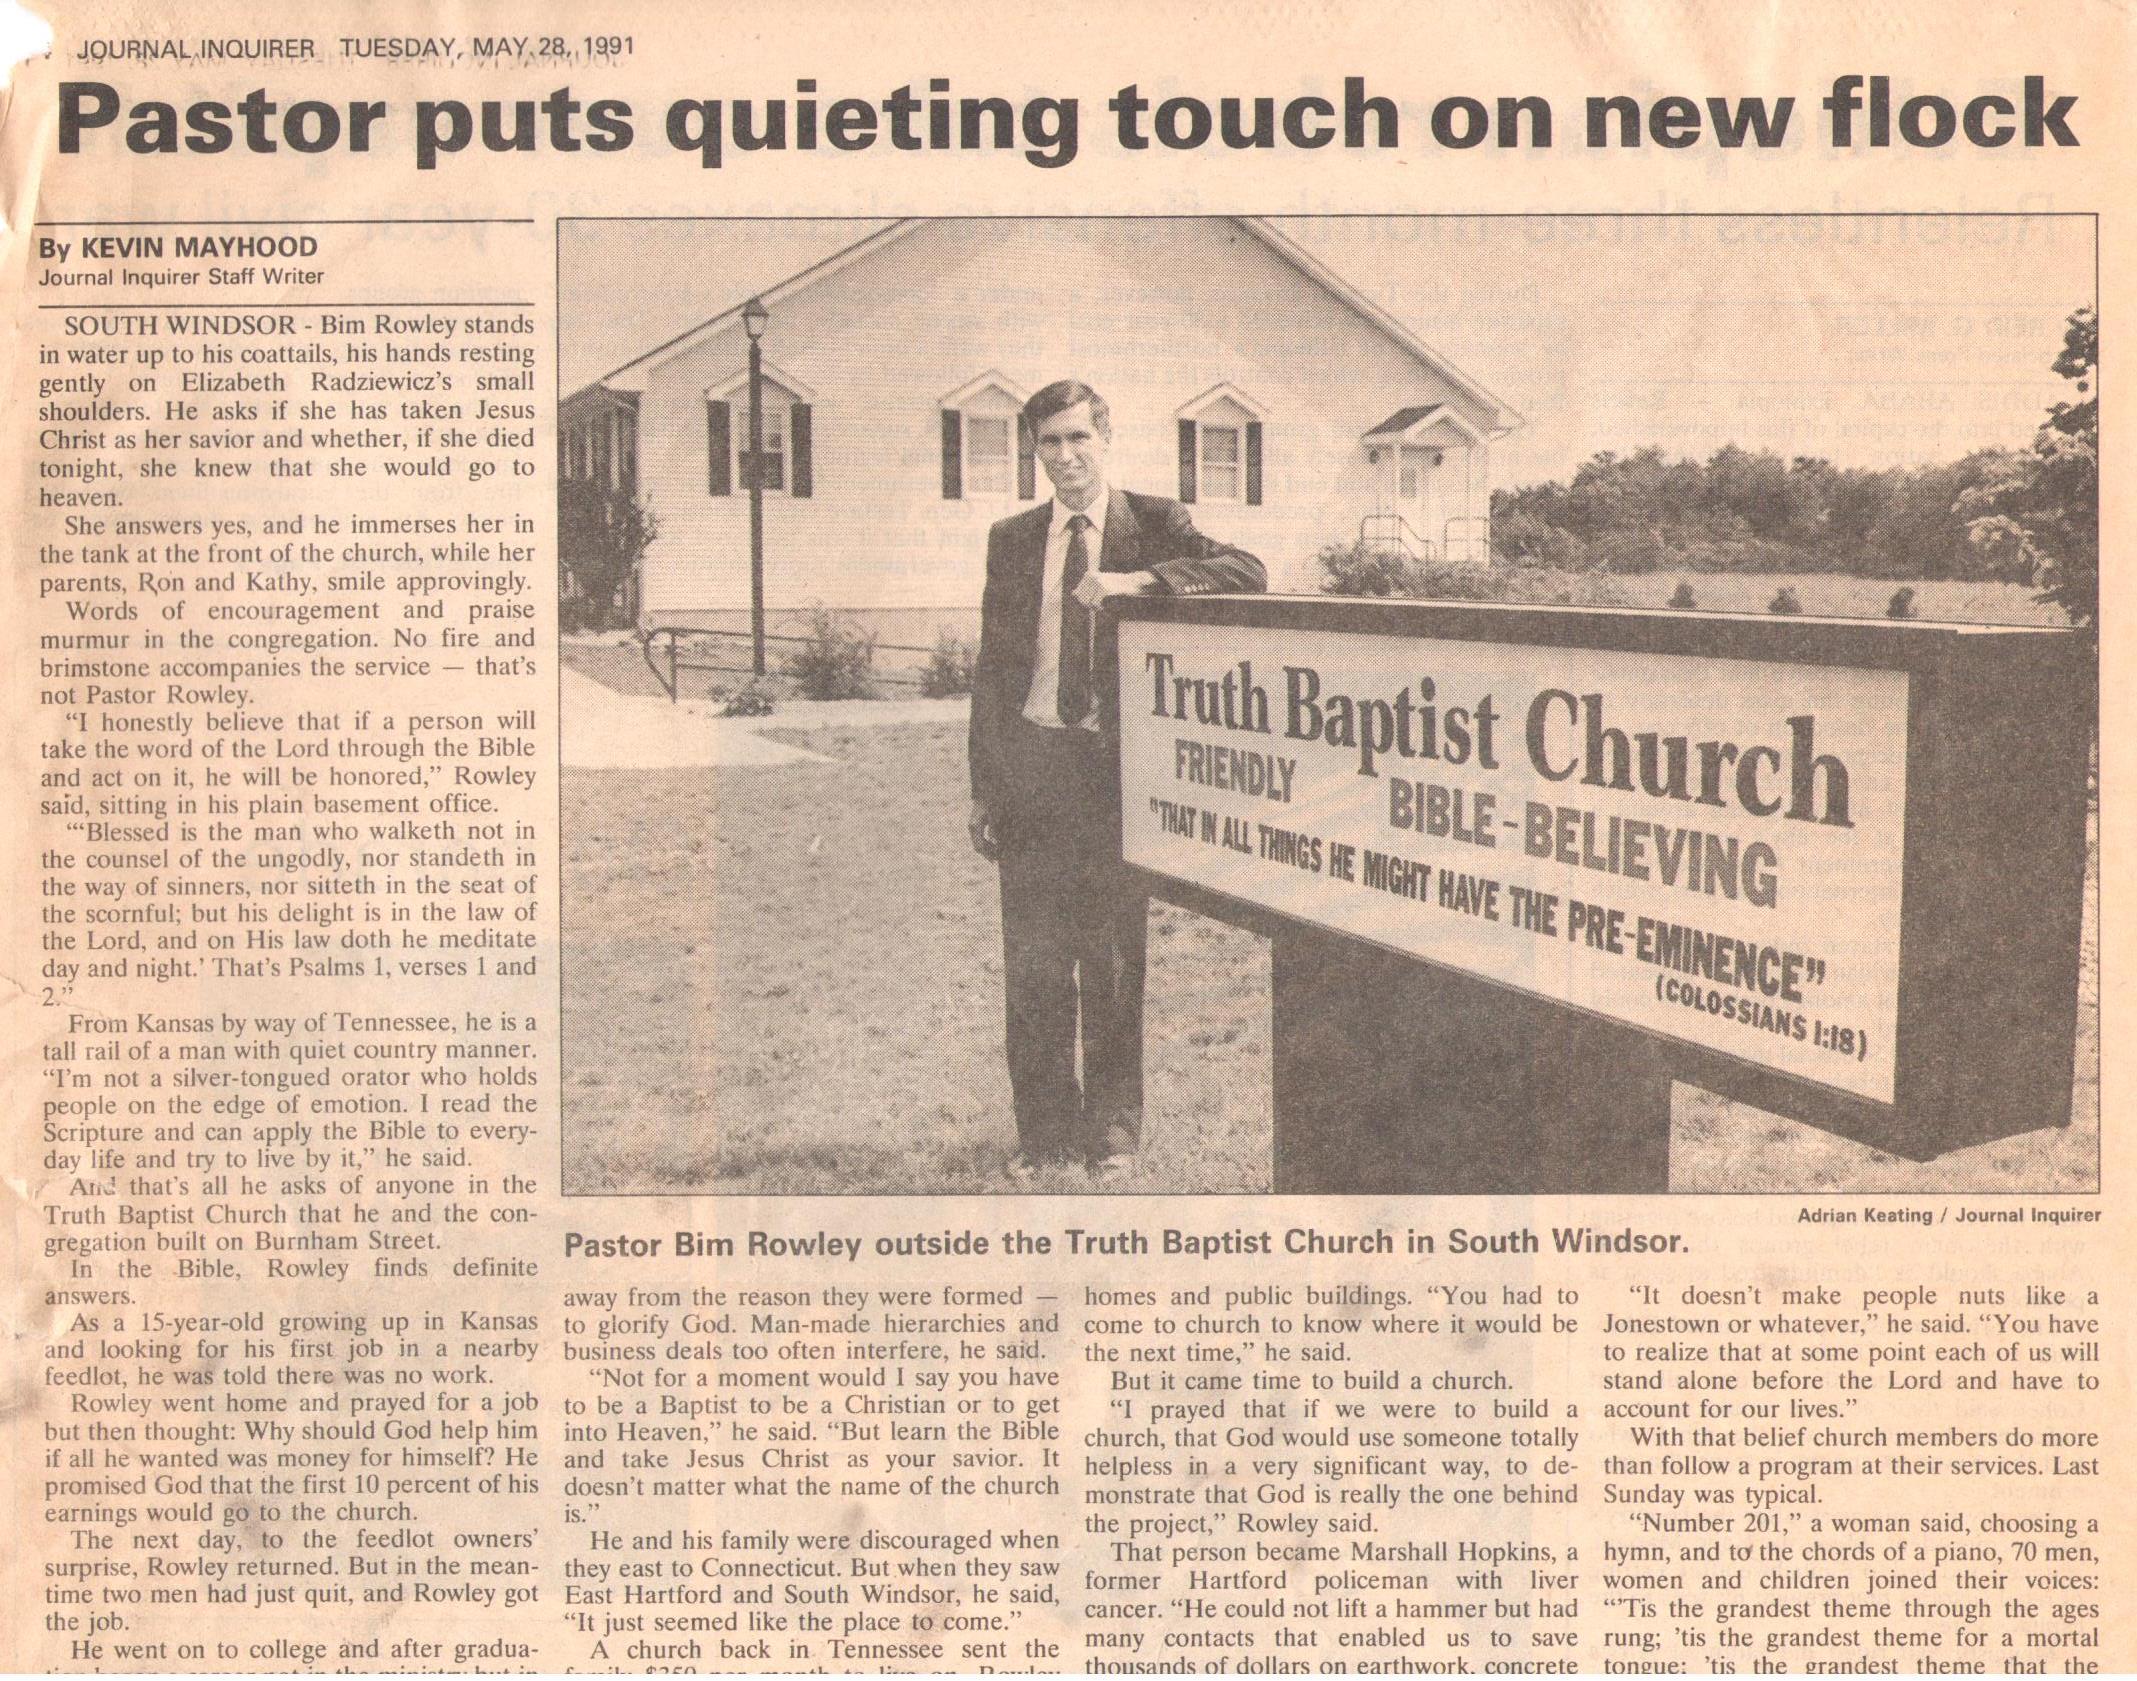 JOURNAL INQUIRER TUESDAY, MAY 28, 1991
Pastor puts quieting touch on new flock
By KEVIN MAYHOOD
Journal Inquirer Staff Writer
SOUTH WINDSOR - Bim Rowley stands
in water up to his coattails, his hands resting
gently on Elizabeth Radziewicz's small
shoulders. He asks if she has taken Jesus
Christ as her savior and whether, if she died
tonight, she knew that she would go to
heaven.
She answers yes, and he immerses her in
the tank at the front of the church, while her
parents, Ron and Kathy, smile approvingly.
Words of encouragement and praise
murmur in the congregation. No fire and
brimstone accompanies the service — that's
not Pastor Rowley.
“I honestly believe that if a person will
take the word of the Lord through the Bible
and act on it, he will be honored,” Rowley
said, sitting in his plain basement office.
“‘Blessed is the man who walketh not in
the counsel of the ungodly, nor standeth in
the way of sinners, nor sitteth in the seat of
the scornful; but his delight is in the law of
the Lord, and on His law doth he meditate
day and night.’ That's Psalms 1, verses 1 and
2.”
From Kansas by way of Tennessee, he is a
tall rail of a man with quiet country manner.
“I'm not a silver-tongued orator who holds
people on the edge of emotion. I read the
Scripture and can apply the Bible to every-
day life and try to live by it,” he said.
And that's all he asks of anyone in the
Truth Baptist Church that he and the con-
gregation built on Burnham Street.
In the Bible, Rowley finds definite
answers.
As a 15-year-old growing up in Kansas
and looking for his first job in a nearby
feedlot, he was told there was no work.
Rowley went home and prayed for a job
but then thought: Why should God help him
if all he wanted was money for himself? He
promised God that the first 10 percent of his
earnings would go to the church.
The next day, to the feedlot owners'
surprise, Rowley returned. But in the mean-
time two men had just quit, and Rowley got
the job.
He went on to college and after gradua-
Truth Baptist Church
FRIENDLY BIBLE-BELIEVING
"THAT IN ALL THINGS HE MIGHT HAVE THE PRE-EMINENCE"
(COLOSSIANS 1:18)
Adrian Keating / Journal Inquirer
Pastor Bim Rowley outside the Truth Baptist Church in South Windsor.
away from the reason they were formed —
to glorify God. Man-made hierarchies and
business deals too often interfere, he said.
“Not for a moment would I say you have
to be a Baptist to be a Christian or to get
into Heaven,” he said. “But learn the Bible
and take Jesus Christ as your savior. It
doesn't matter what the name of the church
is.”
He and his family were discouraged when
they east to Connecticut. But when they saw
East Hartford and South Windsor, he said,
“It just seemed like the place to come.”
A church back in Tennessee sent the
family $350 per month to live on. Rowley
homes and public buildings. “You had to
come to church to know where it would be
the next time,” he said.
But it came time to build a church.
“I prayed that if we were to build a
church, that God would use someone totally
helpless in a very significant way, to de-
monstrate that God is really the one behind
the project,” Rowley said.
That person became Marshall Hopkins, a
former Hartford policeman with liver
cancer. “He could not lift a hammer but had
many contacts that enabled us to save
thousands of dollars on earthwork, concrete
“It doesn't make people nuts like a
Jonestown or whatever,” he said. “You have
to realize that at some point each of us will
stand alone before the Lord and have to
account for our lives.”
With that belief church members do more
than follow a program at their services. Last
Sunday was typical.
“Number 201,” a woman said, choosing a
hymn, and to the chords of a piano, 70 men,
women and children joined their voices:
“'Tis the grandest theme through the ages
rung; 'tis the grandest theme for a mortal
tongue; 'tis the grandest theme that the